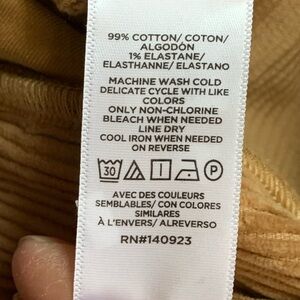 99% COTTON/ COTON/
ALGODÓN
1% ELASTANE/
ELASTHANNE/ ELASTANO
MACHINE WASH COLD
DELICATE CYCLE WITH LIKE
COLORS
ONLY NON-CHLORINE
BLEACH WHEN NEEDED
LINE DRY
COOL IRON WHEN NEEDED
ON REVERSE
30 P
AVEC DES COULEURS
SEMBLABLES/ CON COLORES
SIMILARES
À L'ENVERS/ ALREVERSO
RN#140923